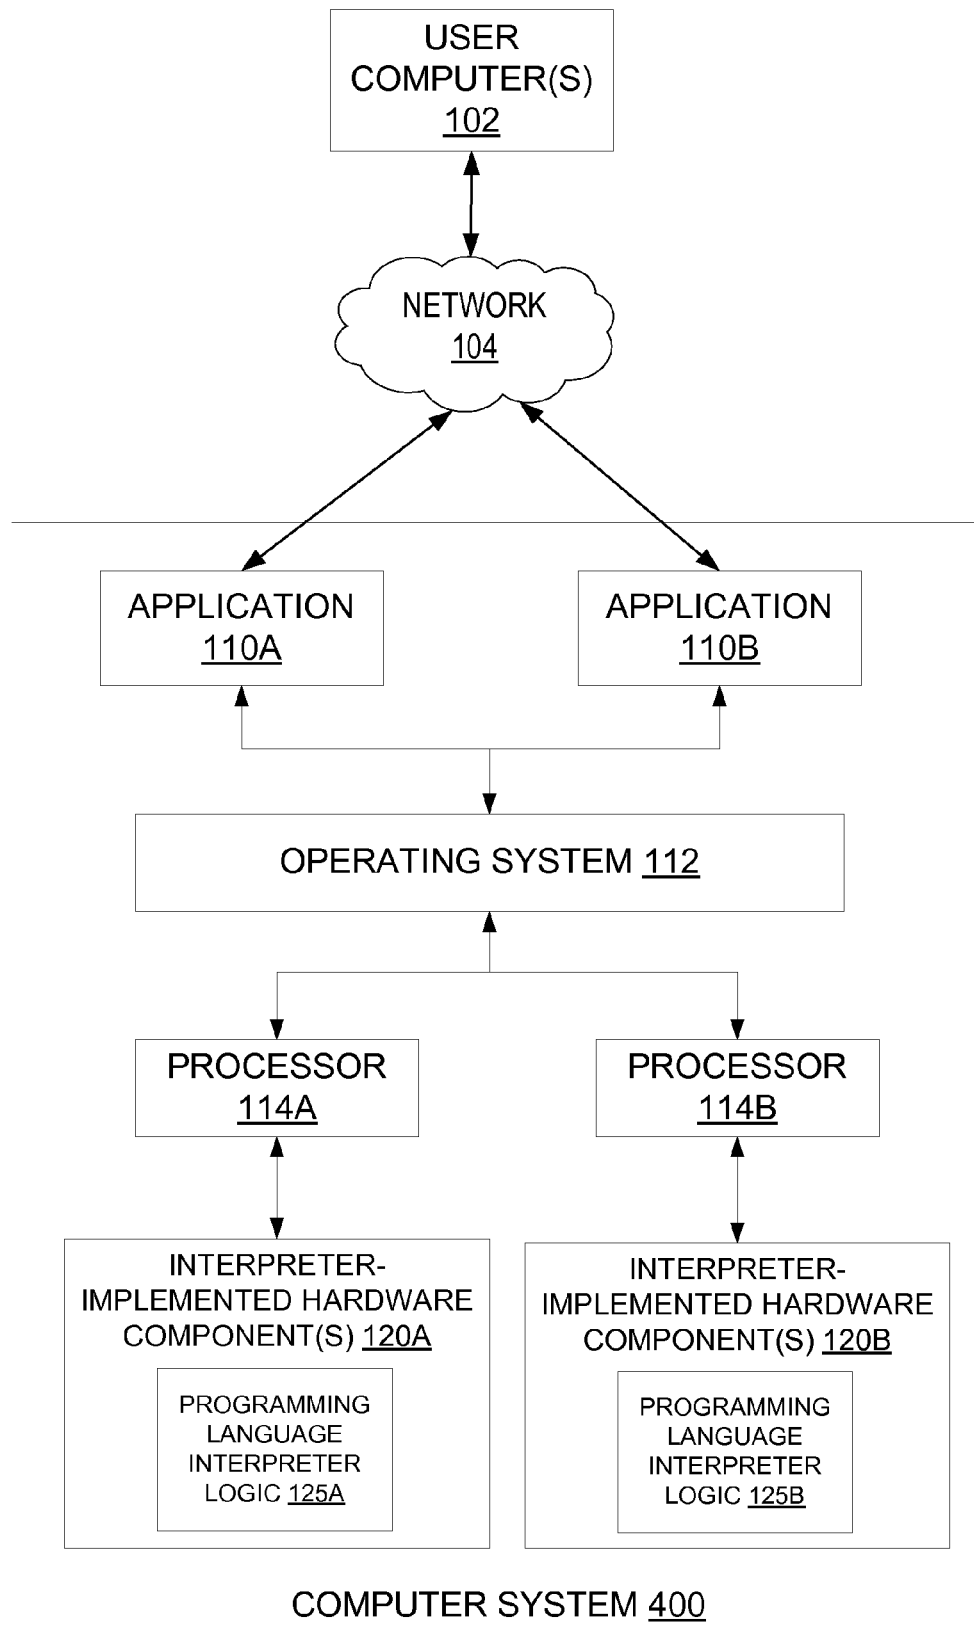 USER
COMPUTER(S)
102
NETWORK
104
APPLICATION
110A
APPLICATION
110B
OPERATING SYSTEM 112
PROCESSOR
114A
PROCESSOR
114B
INTERPRETER-
IMPLEMENTED HARDWARE
COMPONENT(S) 120A
PROGRAMMING
LANGUAGE
INTERPRETER
LOGIC 125A
INTERPRETER-
IMPLEMENTED HARDWARE
COMPONENT(S) 120B
PROGRAMMING
LANGUAGE
INTERPRETER
LOGIC 125B
COMPUTER SYSTEM 400